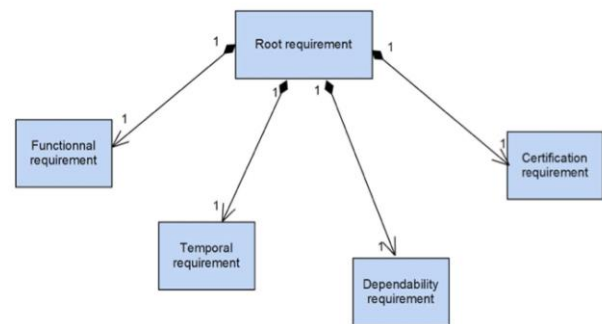 1
Root requirement
1
1
1
1
Functionnal
requirement
1
Certification
requirement
1
Temporal
requirement
1
Dependability
requirement